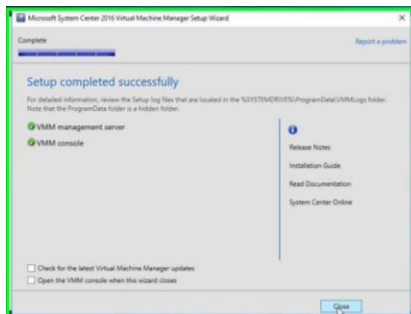 Microsoft System Center 2016 Virtual Machine Manager Setup Wizard
Complete
Report a problem
Setup completed successfully
For detailed information, review the Setup log files that are located in the %SYSTEMDRIVE%\ProgramData\VMMLogs folder.
Note that the ProgramData folder is a hidden folder.
VMM management server
VMM console
Release Notes
Installation Guide
Read Documentation
System Center Online
Check for the latest Virtual Machine Manager updates
Open the VMM console when this wizard closes
Close